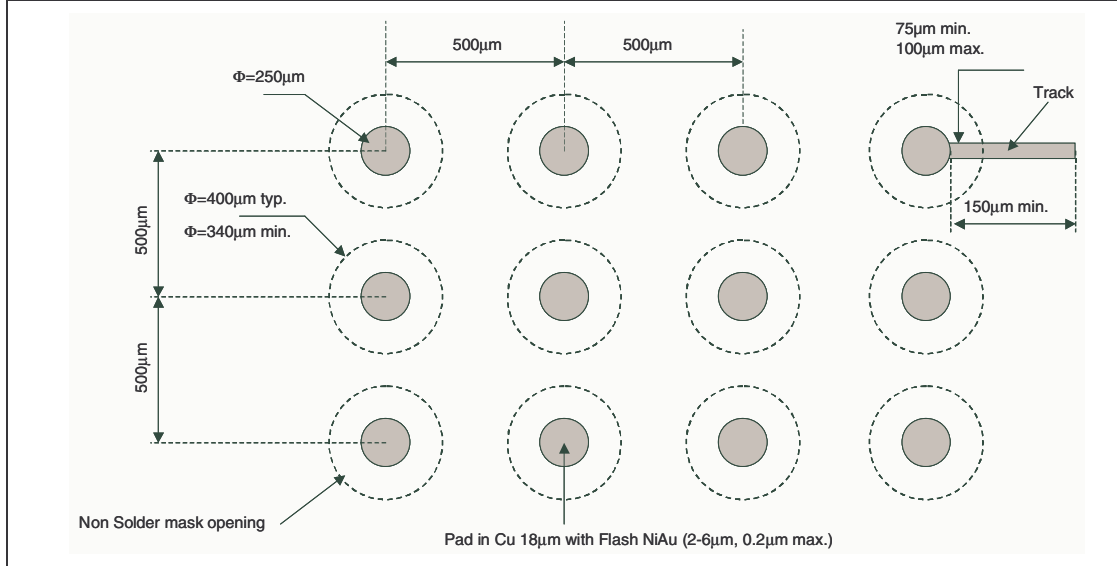 75µm min.
100µm max.
500µm
500µm
Φ=250µm
Track
Φ=400µm typ.
Φ=340µm min.
500µm
150µm min.
500µm
Non Solder mask opening
Pad in Cu 18µm with Flash NiAu (2-6µm, 0.2µm max.)